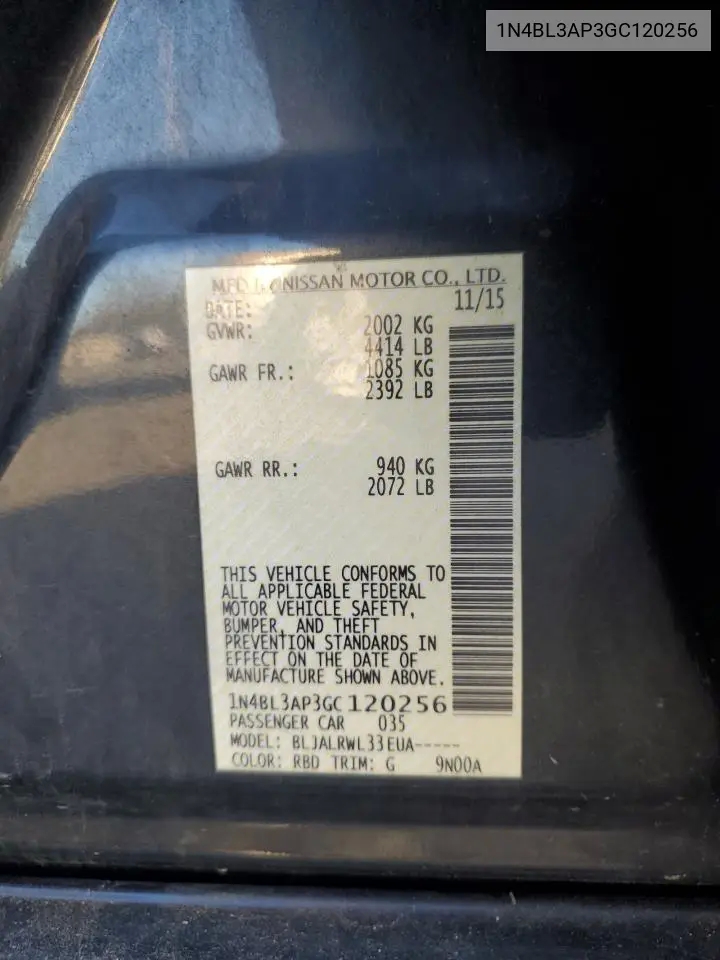 1N4BL3AP3GC120256
NISSAN MOTOR CO., LTD.
DATE: 11/15
GVWR: 2002 KG
4414 LB
GAWR FR.: 1085 KG
2392 LB
GAWR RR.: 940 KG
2072 LB
THIS VEHICLE CONFORMS TO
ALL APPLICABLE FEDERAL
MOTOR VEHICLE SAFETY,
BUMPER, AND THEFT
PREVENTION STANDARDS IN
EFFECT ON THE DATE OF
MANUFACTURE SHOWN ABOVE.
1N4BL3AP3GC120256
PASSENGER CAR 035
MODEL: BLJALRWL33EUA-----
COLOR: RBD TRIM: G 9N00A